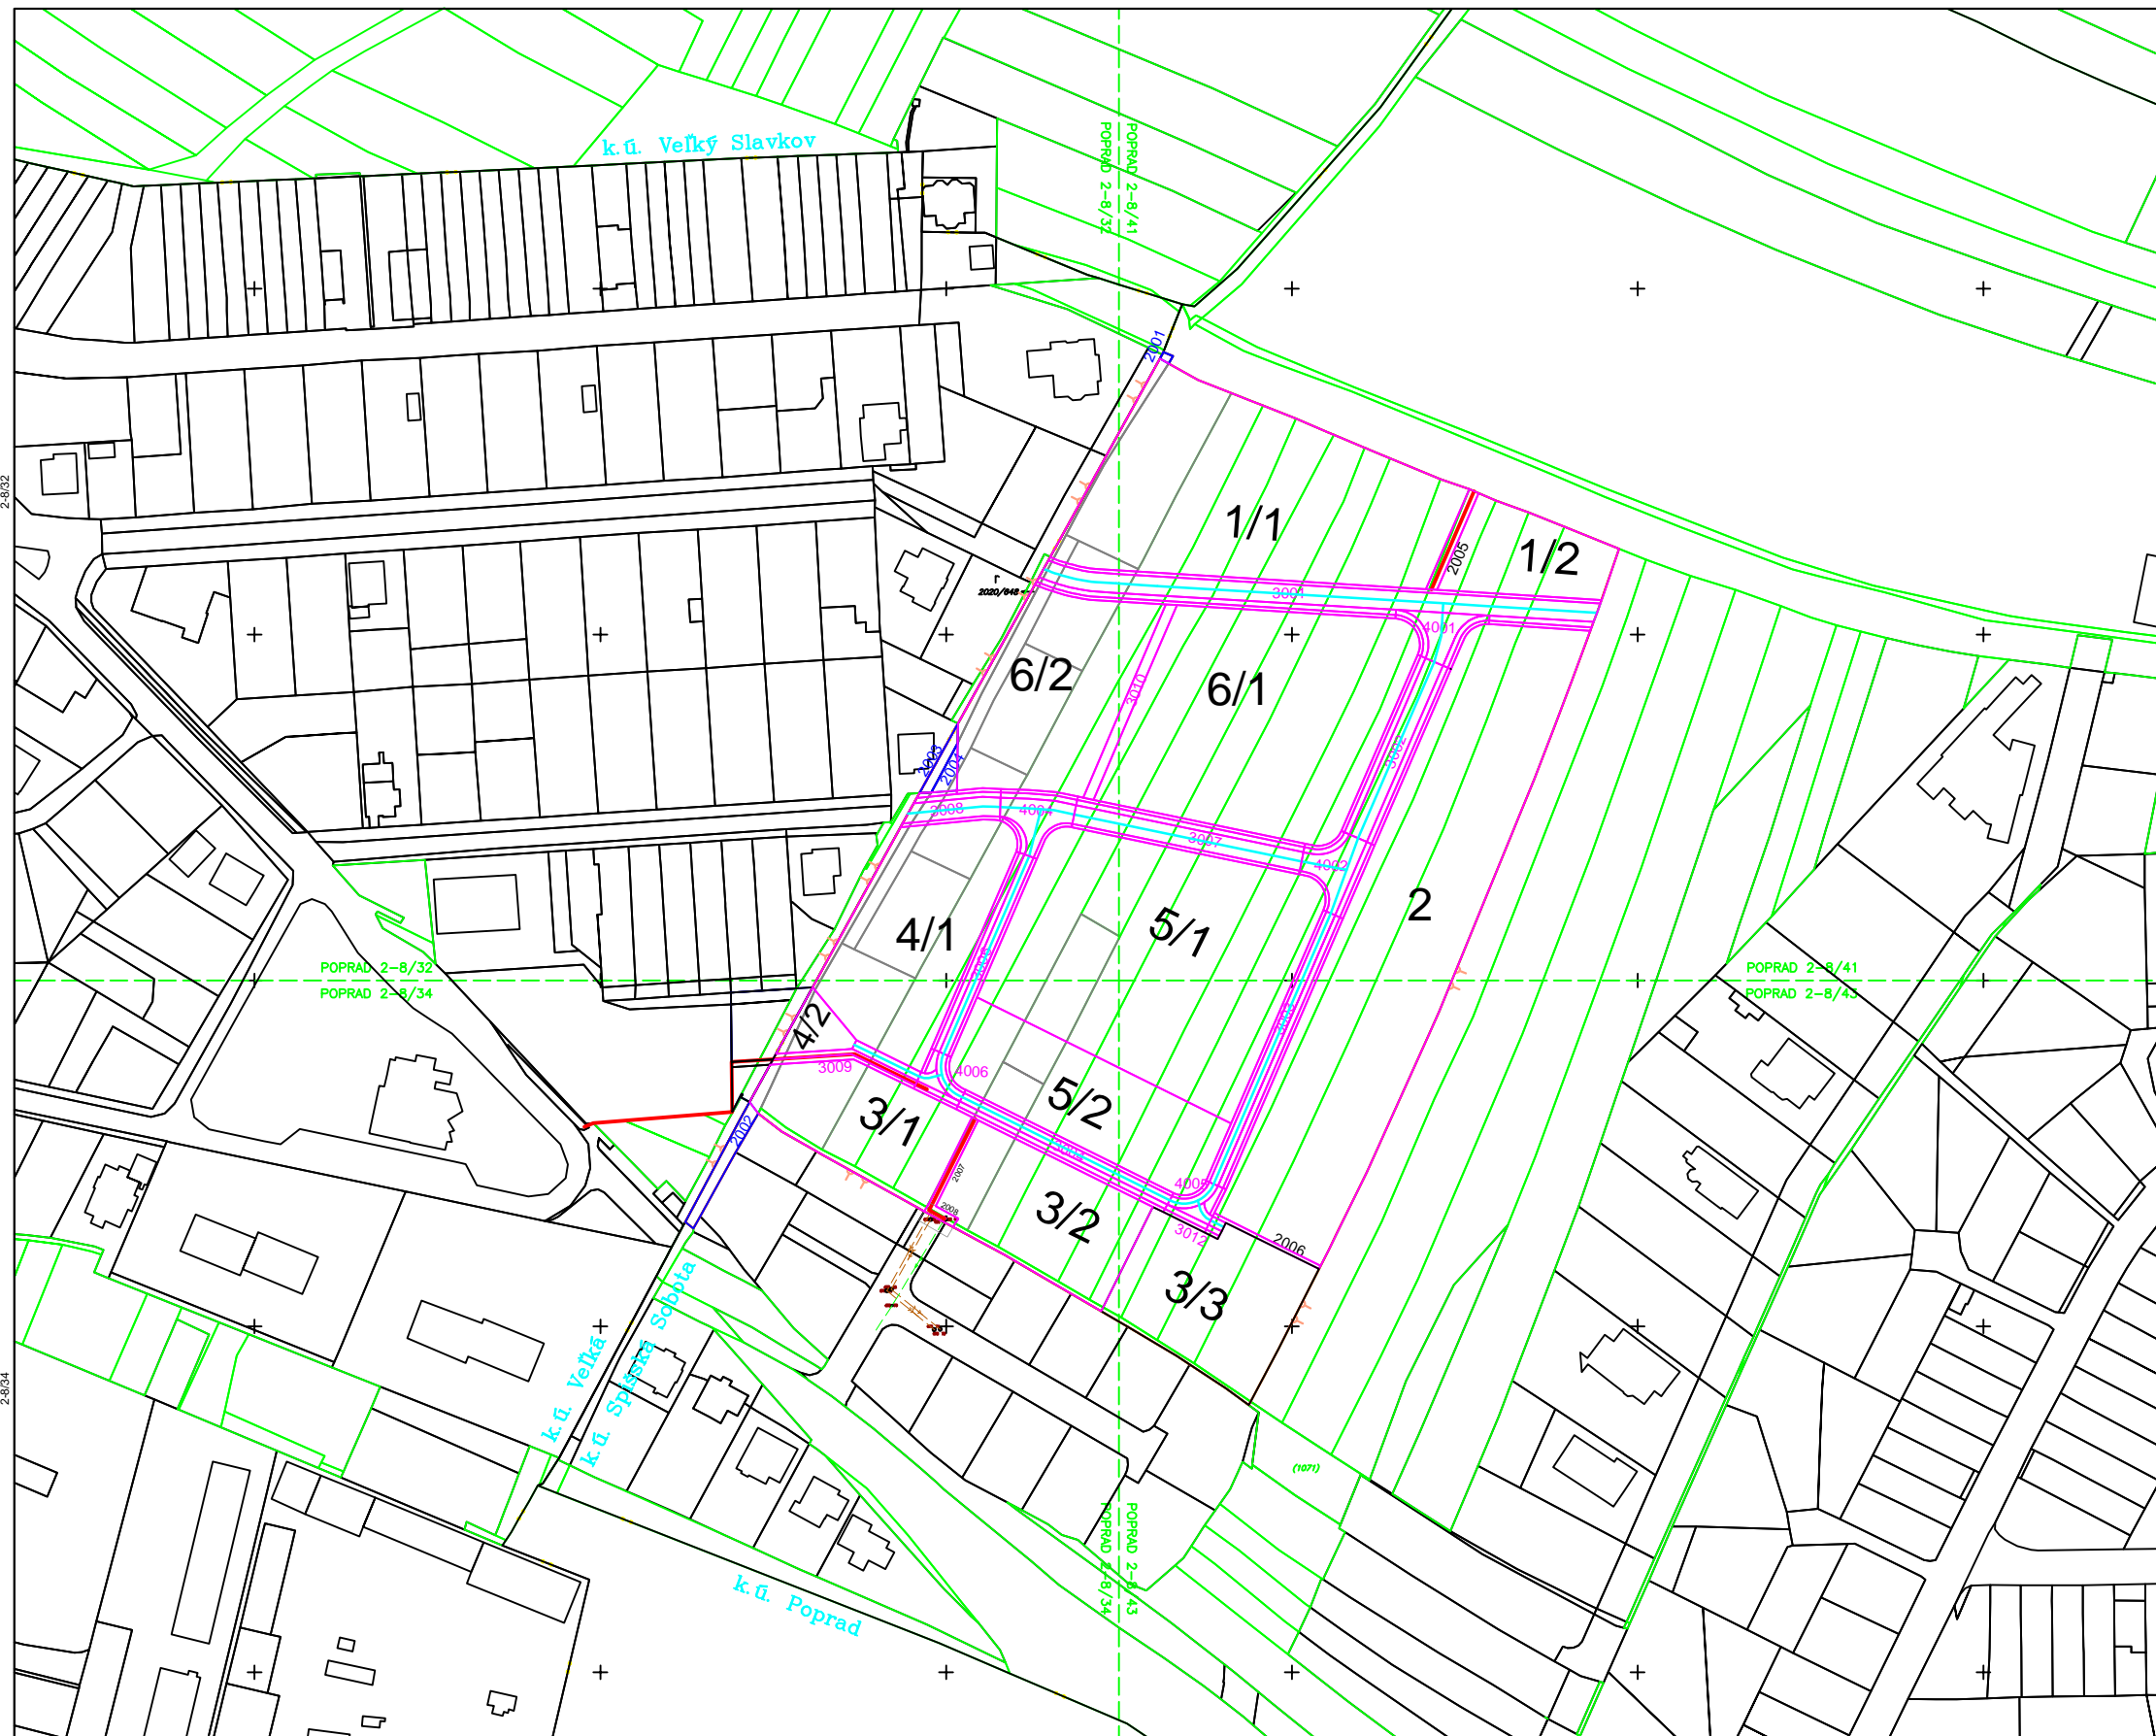 k.ú. Veľký Slavkov
POPRAD 2-8/32
POPRAD 2-8/41
2001
2-8/32
1/1
2005
1/2
2020/648
3001
4001
6/2
3010
6/1
3002
2003
2004
3008
4004
3007
4002
4/1
5/1
2
POPRAD 2-8/32
POPRAD 2-8/34
POPRAD 2-8/41
POPRAD 2-8/43
4/2
3009
4006
5/2
3/1
2002
2007
2008
3/2
3012
2006
3/3
2-8/34
k.ú. Veľká
k.ú. Spišská Sobota
(1071)
POPRAD 2-8/34
POPRAD 2-8/43
k.ú. Poprad